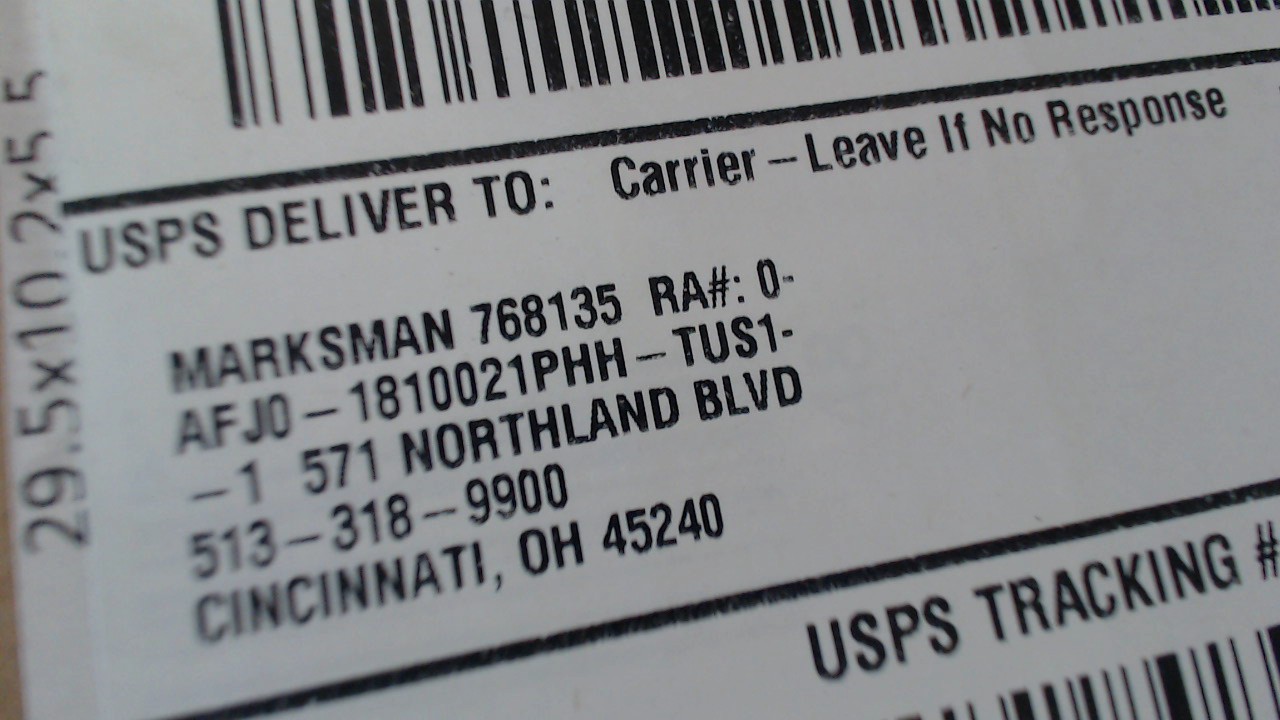 USPS DELIVER TO: Carrier – Leave If No Response
MARKSMAN 768135 RA#: 0-
AFJ0 – 1810021PHH – TUS1-
– 1 571 NORTHLAND BLVD
513 – 318 – 9900
CINCINNATI, OH 45240
USPS TRACKING #
29.5x10.2x5.5